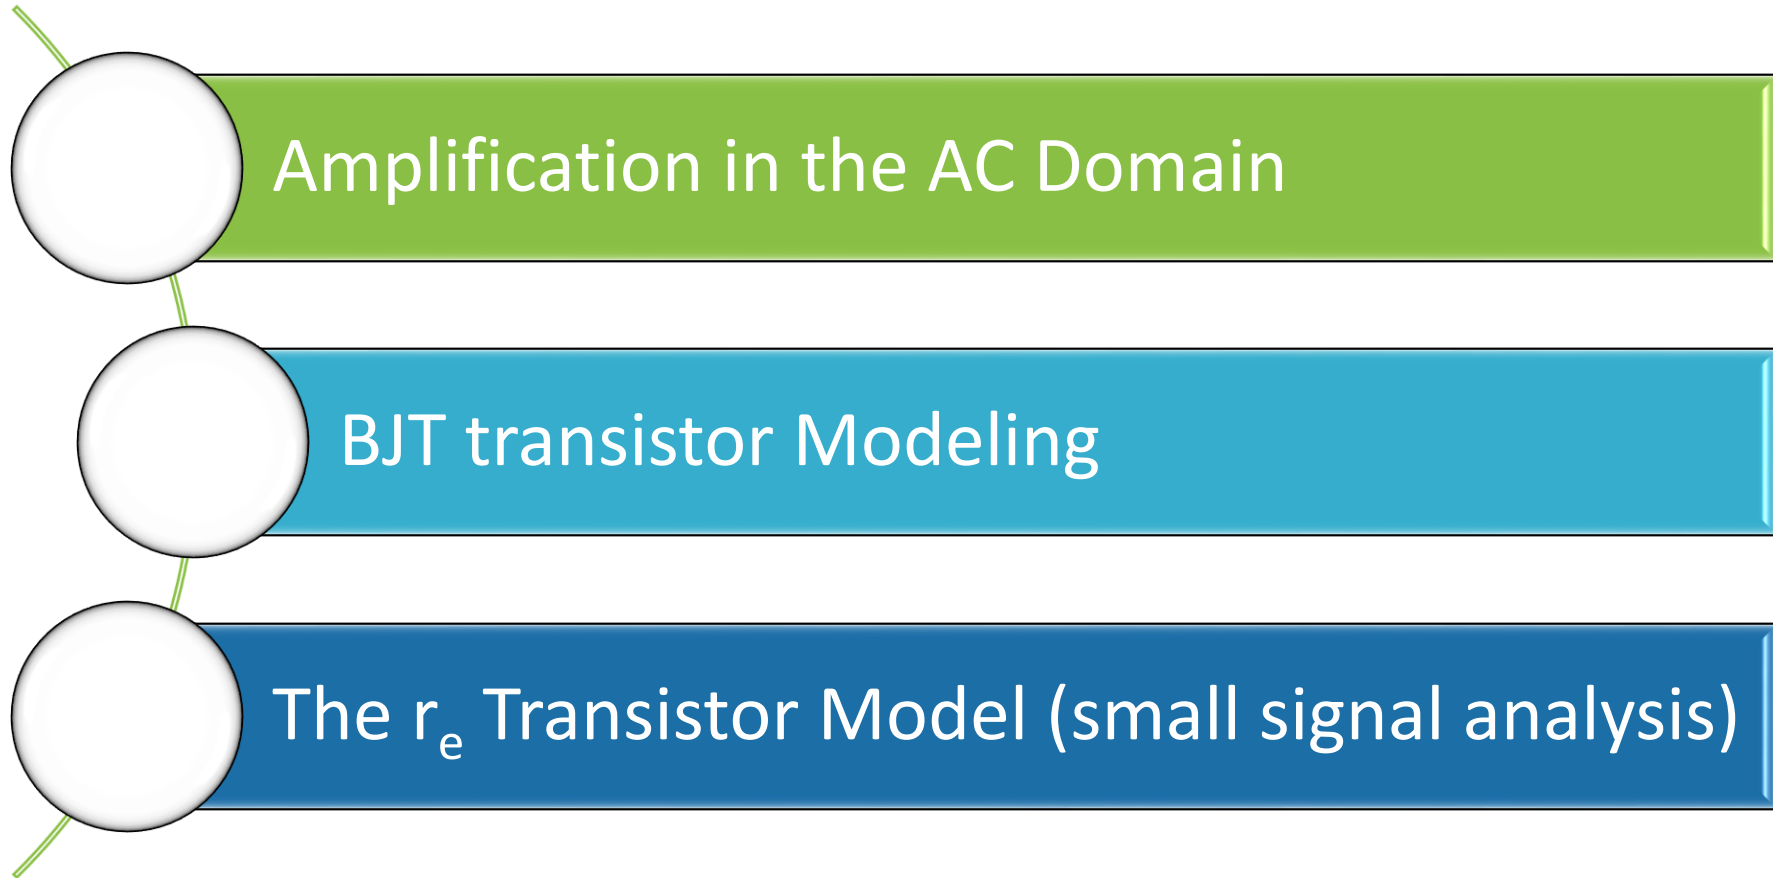 Amplification in the AC Domain
BJT transistor Modeling
The re Transistor Model (small signal analysis)